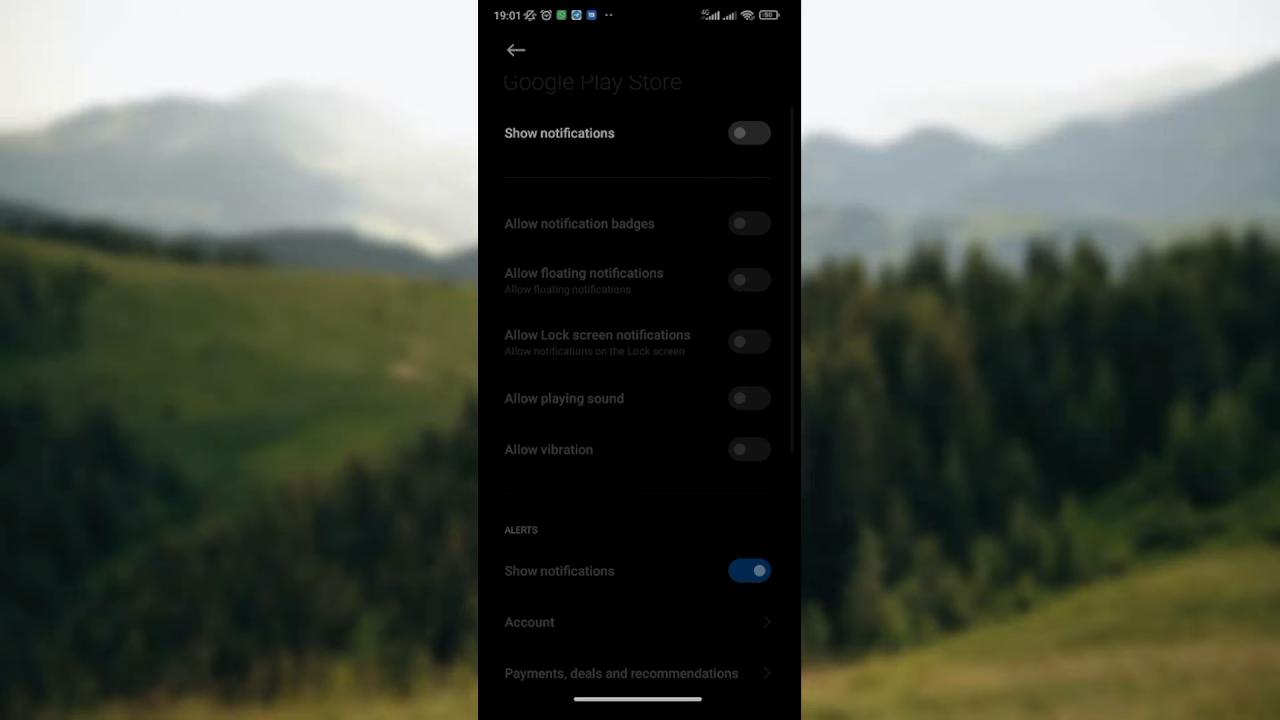 19:01
4G
50
Google Play Store
Show notifications
Allow notification badges
Allow floating notifications
Allow floating notifications
Allow Lock screen notifications
Allow notifications on the Lock screen
Allow playing sound
Allow vibration
ALERTS
Show notifications
Account
Payments, deals and recommendations